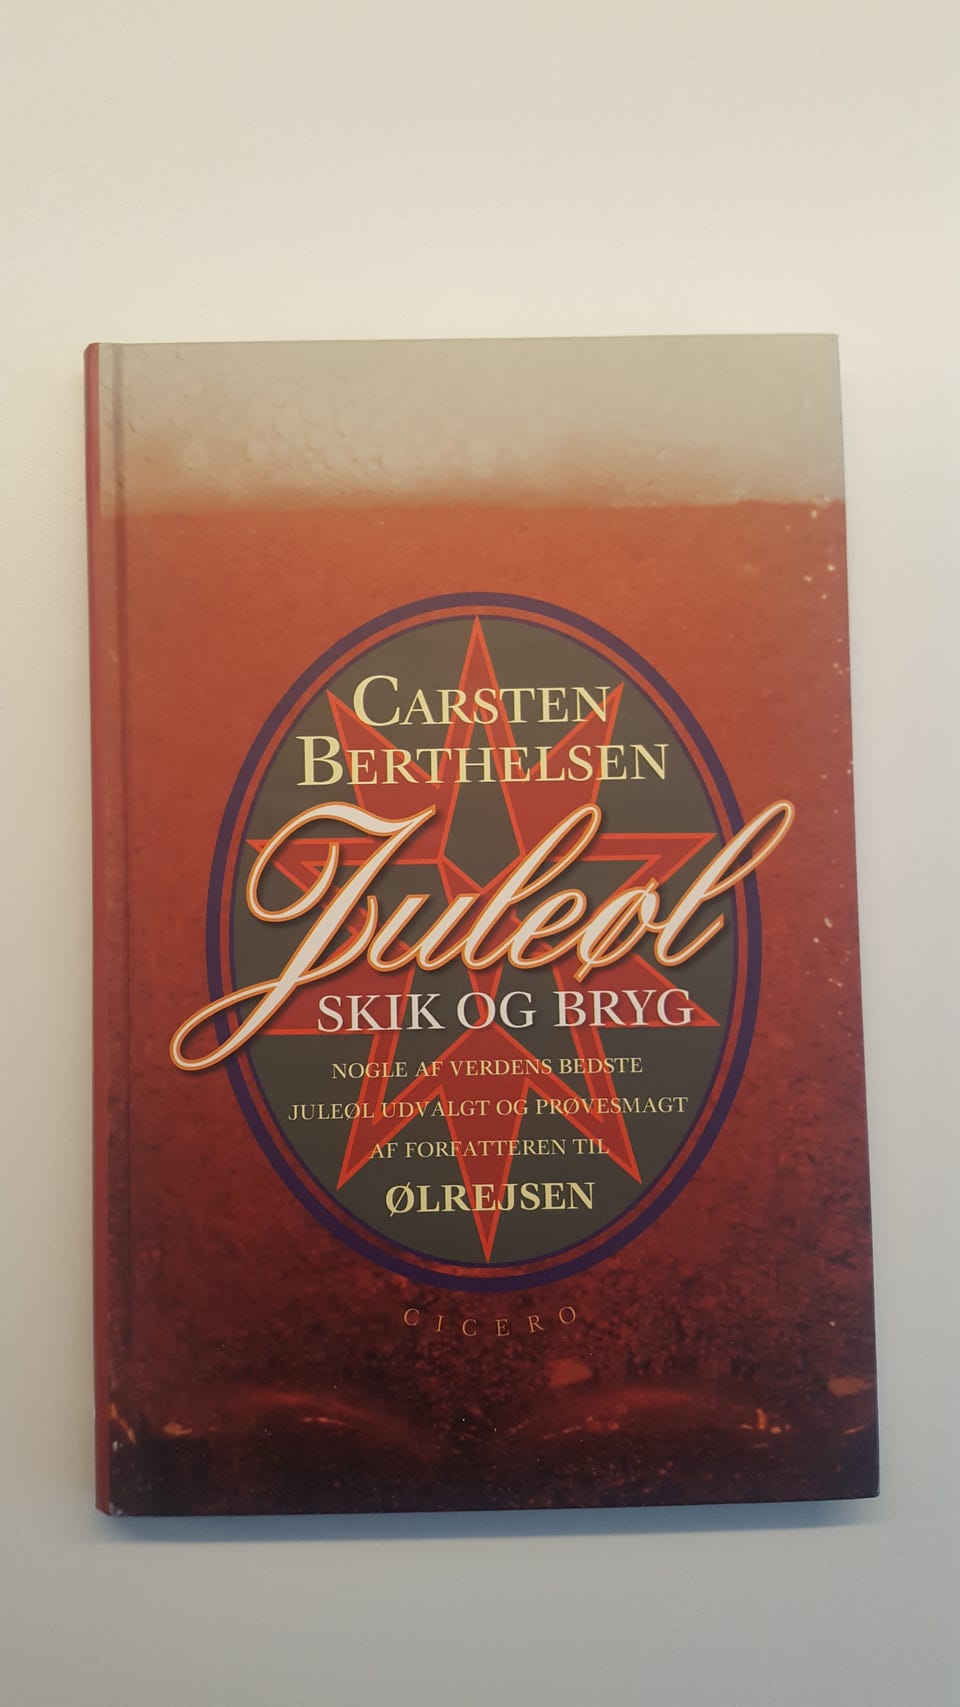 CARSTEN
BERTHELSEN
Juleøl
SKIK OG BRYG
NOGLE AF VERDENS BEDSTE
JULEØL UDVALGT OG PRØVESMAGT
AF FORFATTEREN TIL
ØLREJSEN
CICERO